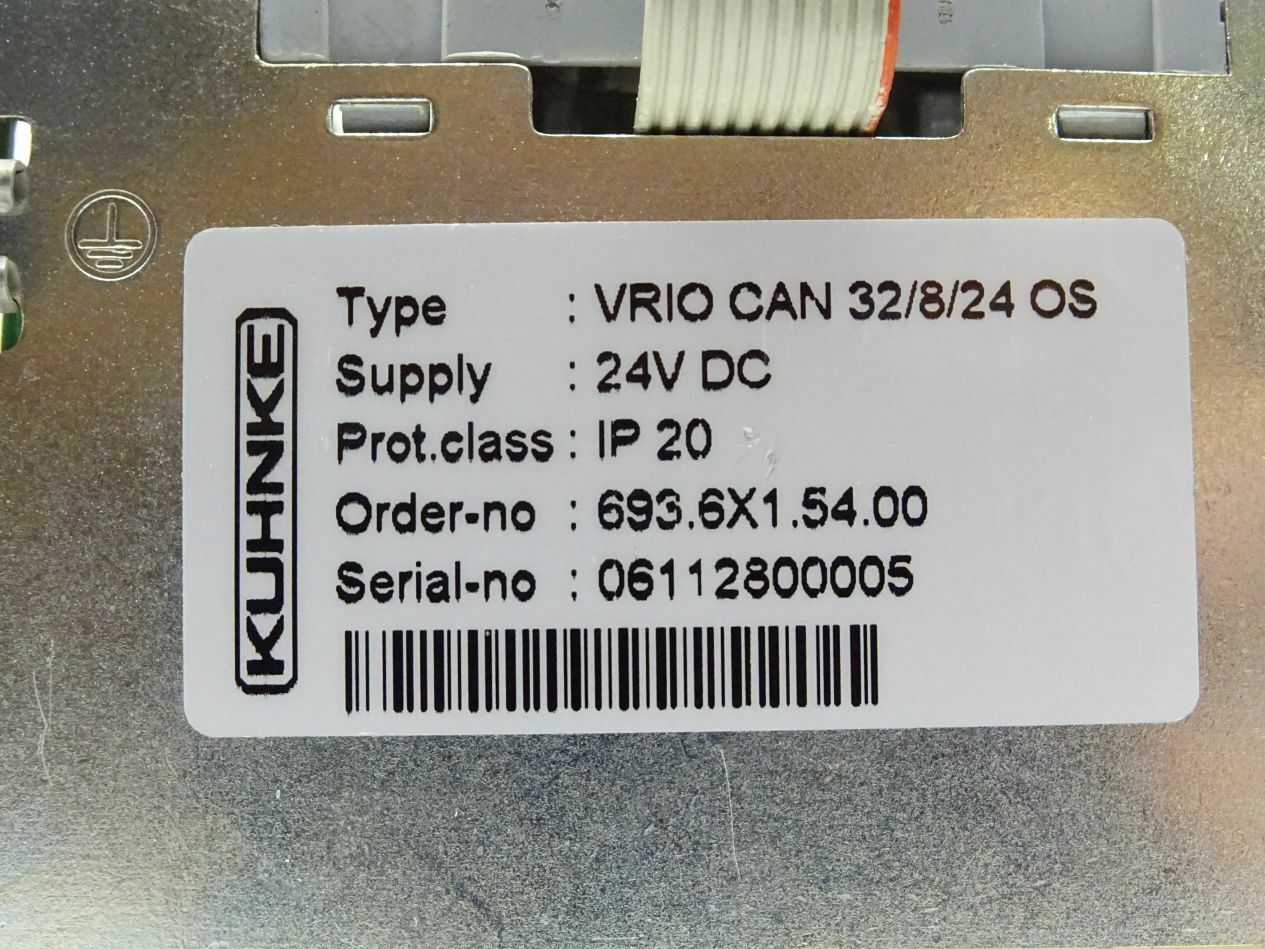 KUHNKE
Type : VRIO CAN 32/8/24 OS
Supply : 24V DC
Prot.class : IP 20
Order-no : 693.6X1.54.00
Serial-no : 06112800005